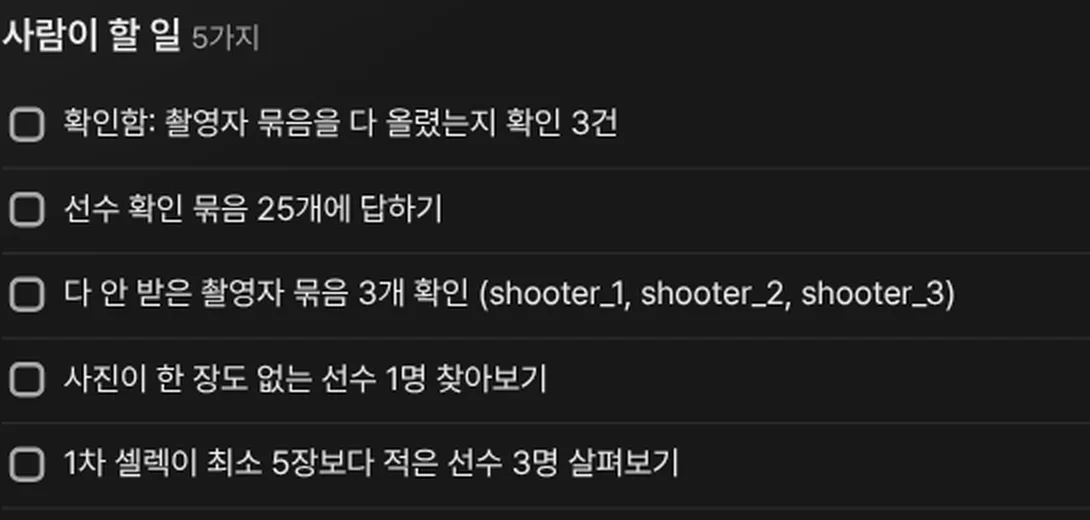 사람이 할 일 5가지
확인함: 촬영자 묶음을 다 올렸는지 확인 3건
선수 확인 묶음 25개에 답하기
다 안 받은 촬영자 묶음 3개 확인 (shooter_1, shooter_2, shooter_3)
사진이 한 장도 없는 선수 1명 찾아보기
1차 셀렉이 최소 5장보다 적은 선수 3명 살펴보기